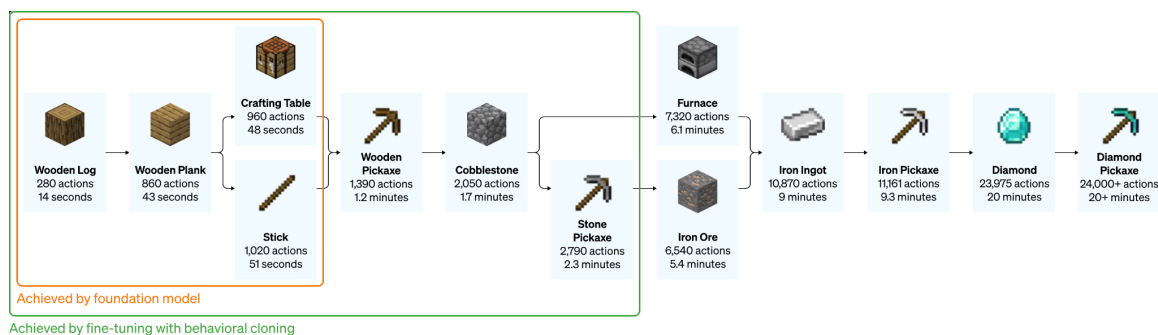 Wooden Log
280 actions
14 seconds
Wooden Plank
860 actions
43 seconds
Crafting Table
960 actions
48 seconds
Stick
1,020 actions
51 seconds
Wooden
Pickaxe
1,390 actions
1.2 minutes
Cobblestone
2,050 actions
1.7 minutes
Stone
Pickaxe
2,790 actions
2.3 minutes
Furnace
7,320 actions
6.1 minutes
Iron Ore
6,540 actions
5.4 minutes
Iron Ingot
10,870 actions
9 minutes
Iron Pickaxe
11,161 actions
9.3 minutes
Diamond
23,975 actions
20 minutes
Diamond
Pickaxe
24,000+ actions
20+ minutes
Achieved by foundation model
Achieved by fine-tuning with behavioral cloning